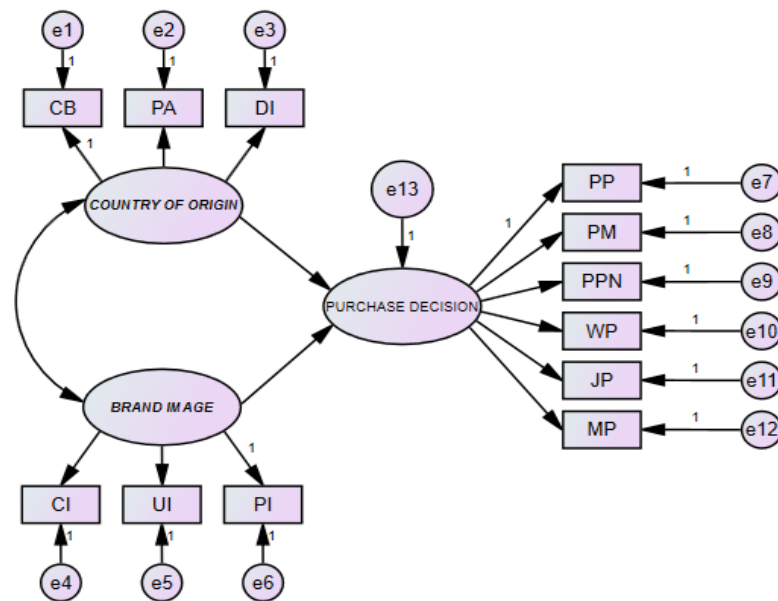 e1 e2 e3
1 1 1
CB PA DI
1
COUNTRY OF ORIGIN
e13
1
PURCHASE DECISION
1
PP 1 e7
PM 1 e8
PPN 1 e9
WP 1 e10
JP 1 e11
MP 1 e12
BRAND IMAGE
1
CI UI PI
1 1 1
e4 e5 e6